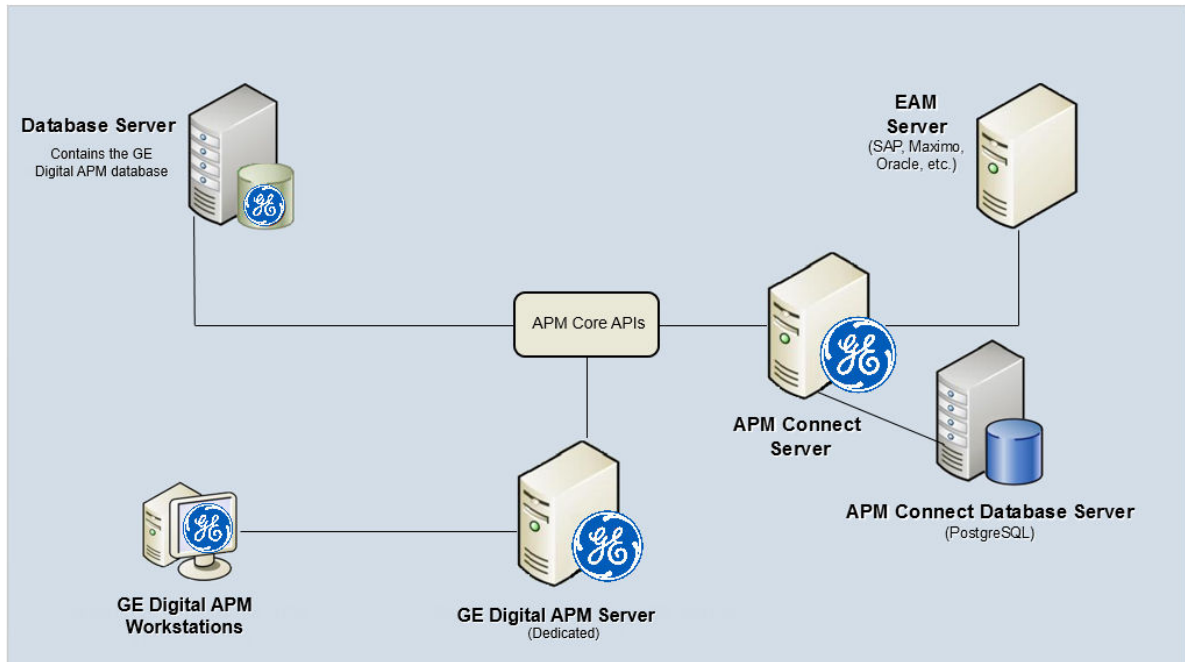 Database Server
Contains the GE
Digital APM database
EAM
Server
(SAP, Maximo,
Oracle, etc.)
APM Core APIs
APM Connect
Server
APM Connect Database Server
(PostgreSQL)
GE Digital APM
Workstations
GE Digital APM Server
(Dedicated)